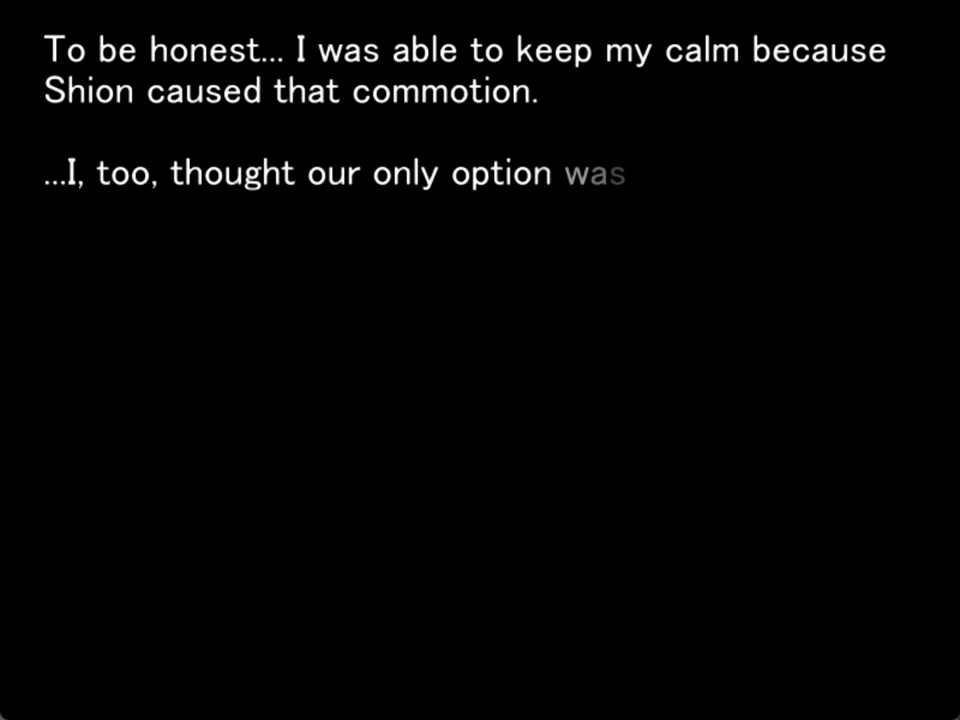 To be honest... I was able to keep my calm because
Shion caused that commotion.
...I, too, thought our only option was